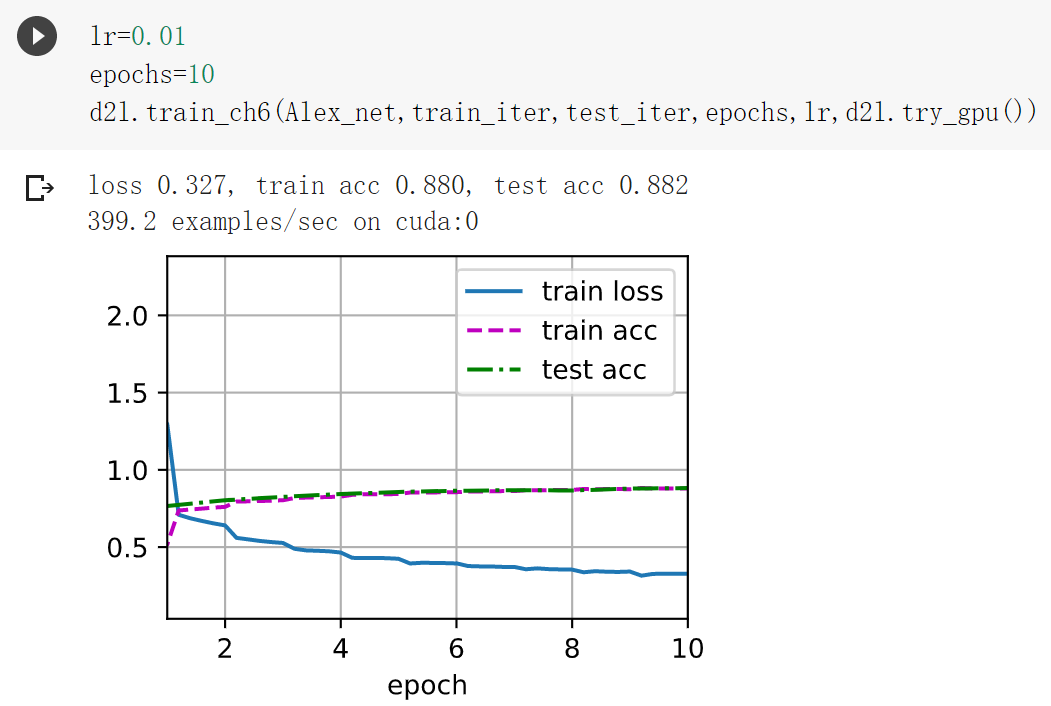 lr=0.01
epochs=10
d2l.train_ch6(Alex_net,train_iter,test_iter,epochs,lr,d2l.try_gpu())
loss 0.327, train acc 0.880, test acc 0.882
399.2 examples/sec on cuda:0
train loss
train acc
test acc
2.0
1.5
1.0
0.5
2 4 6 8 10
epoch